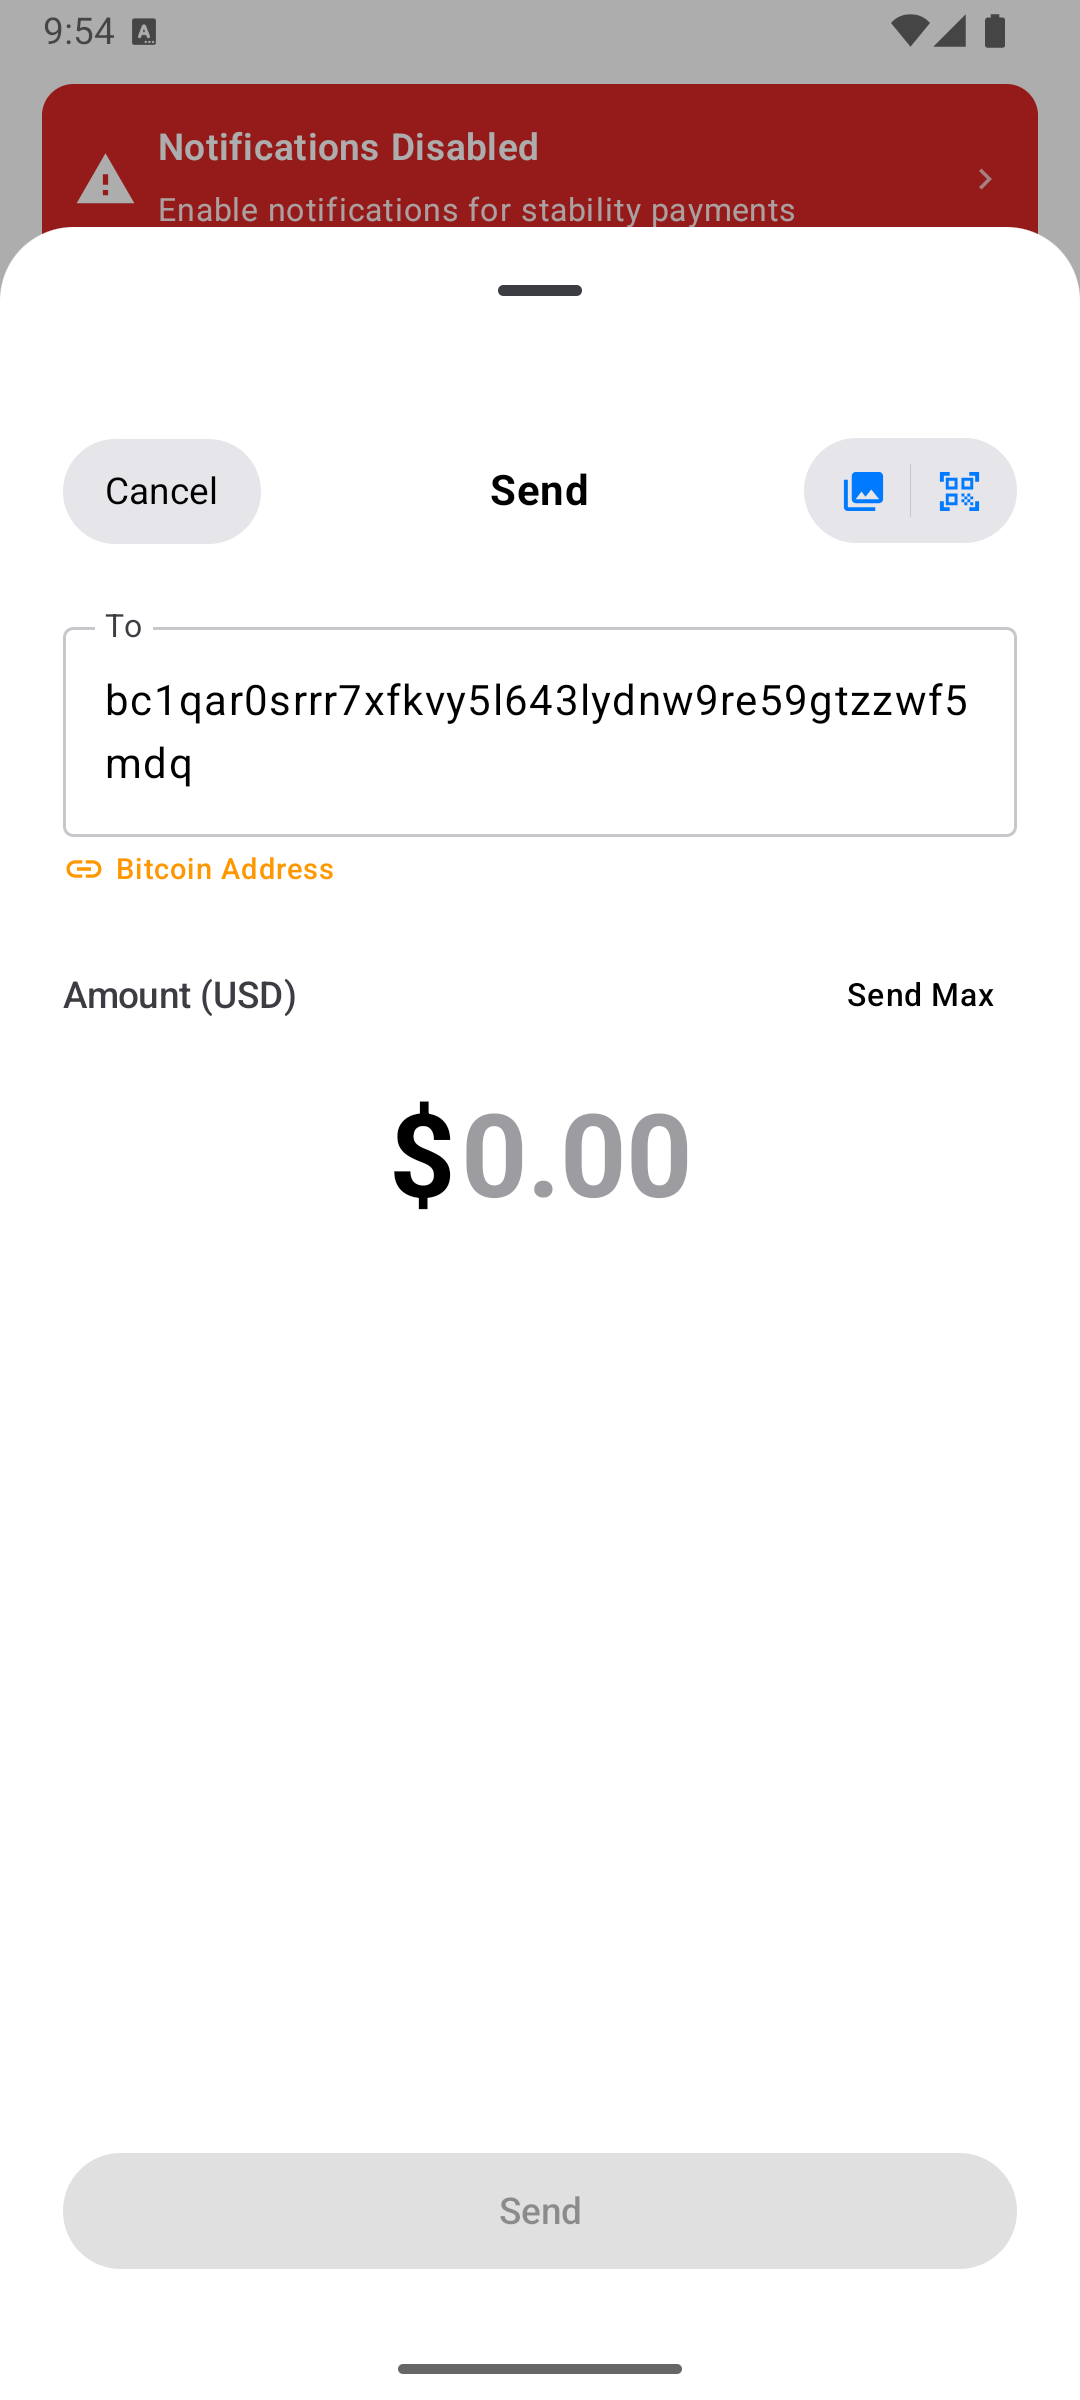 9:54
Notifications Disabled
Enable notifications for stability payments
Cancel
Send
To
bc1qar0srrr7xfkvy5l643lydnw9re59gtzzwf5
mdq
Bitcoin Address
Amount (USD)
Send Max
$0.00
Send